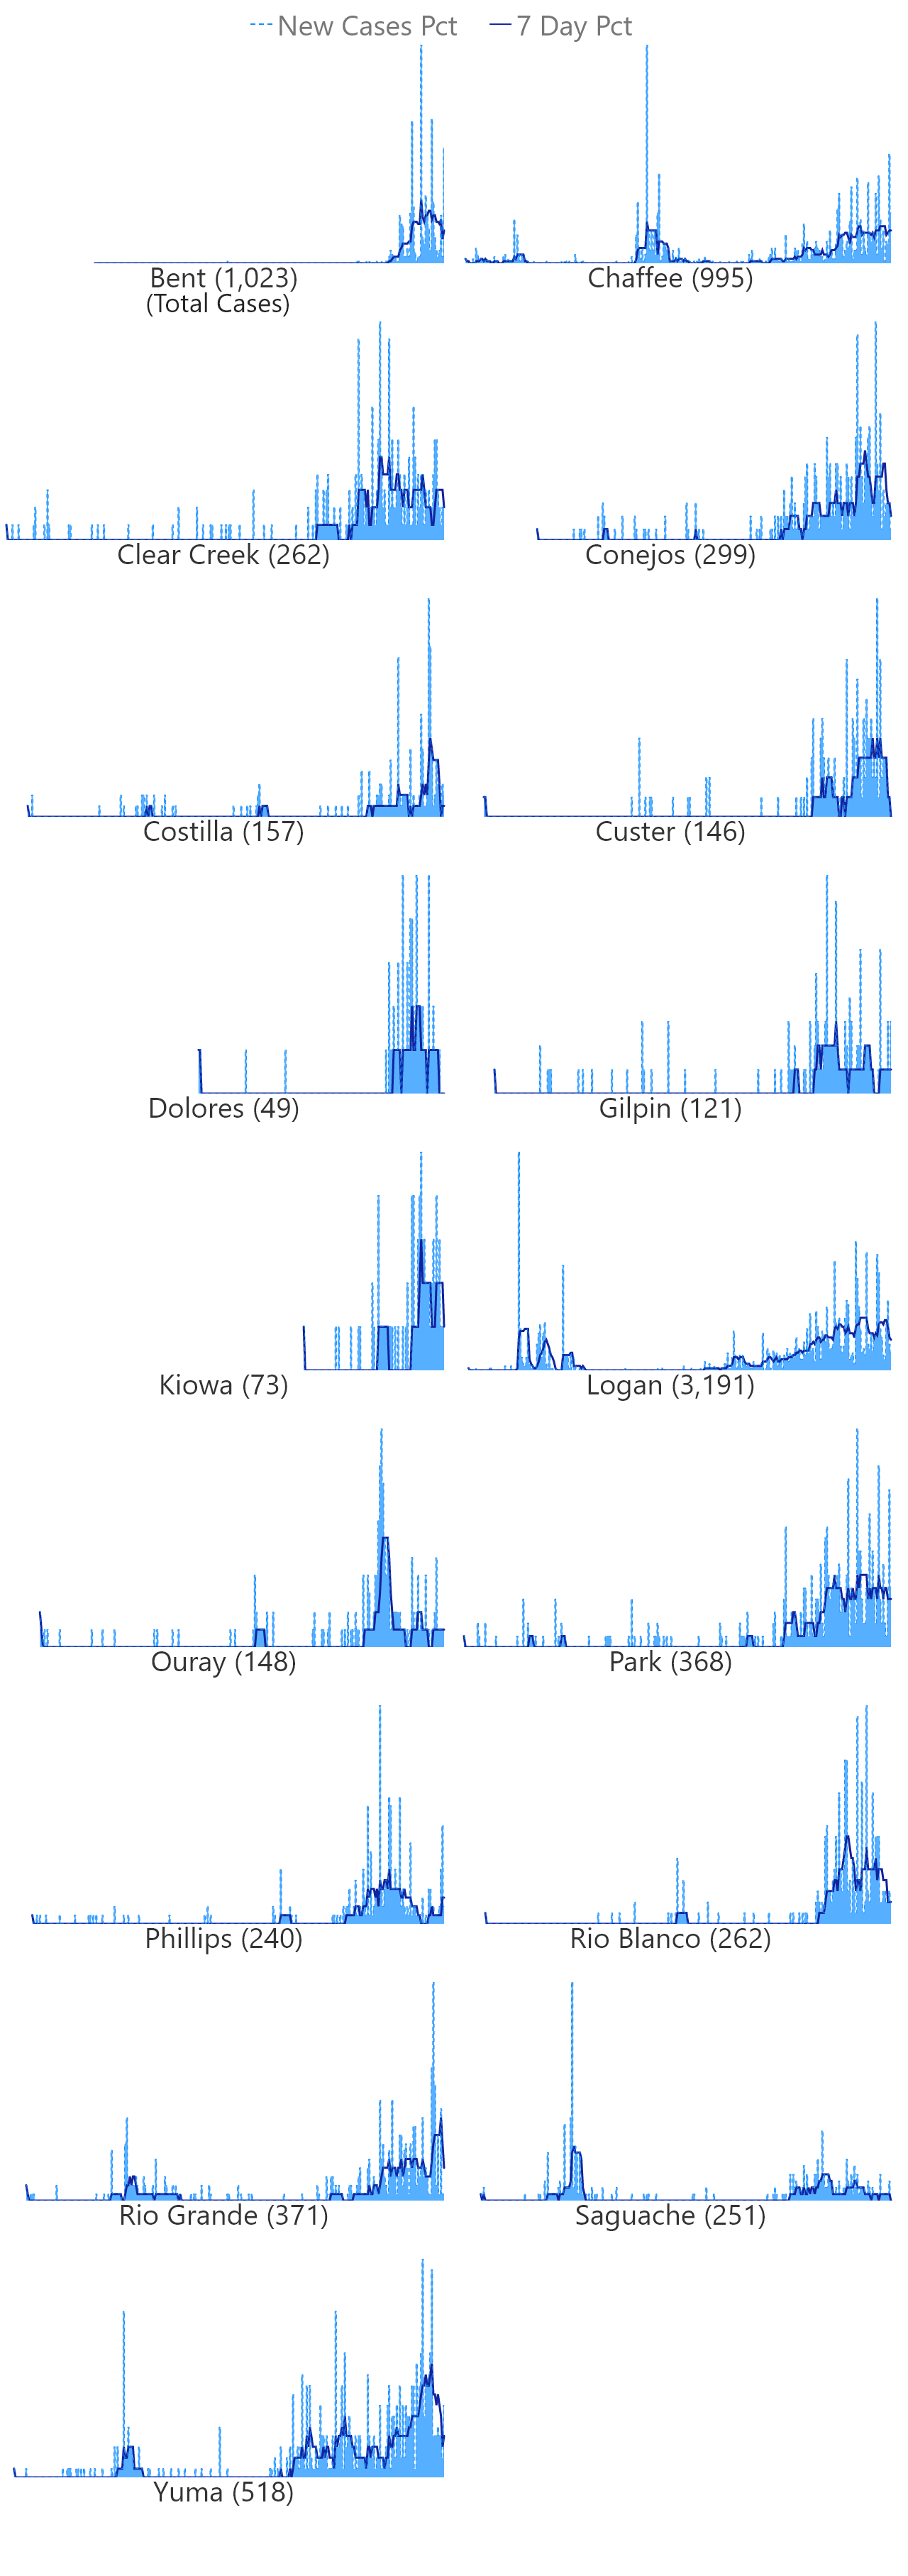 New Cases Pct 7 Day Pct
Bent (1,023) Chaffee (995)
(Total Cases)
Clear Creek (262) Conejos (299)
Costilla (157) Custer (146)
Dolores (49) Gilpin (121)
Kiowa (73) Logan (3,191)
Ouray (148) Park (368)
Phillips (240) Rio Blanco (262)
Rio Grande (371) Saguache (251)
Yuma (518)